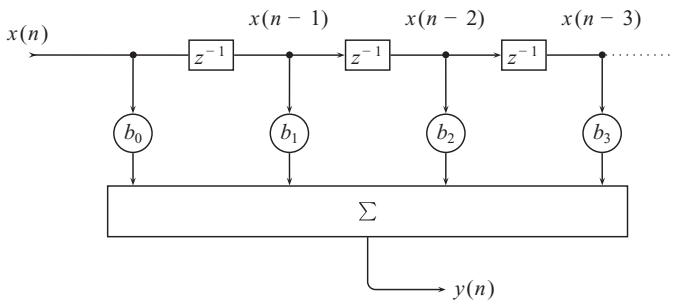 x(n − 1) x(n − 2) x(n − 3)
x(n)
z⁻¹ z⁻¹ z⁻¹
b₀ b₁ b₂ b₃
Σ
y(n)